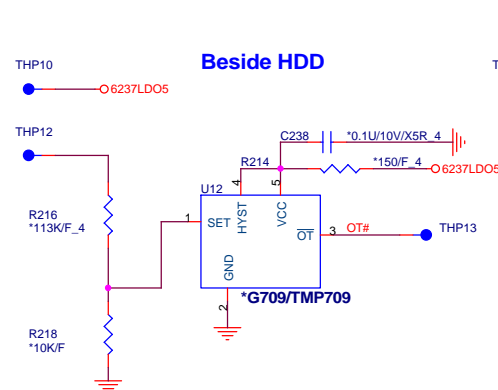 Beside HDD
THP10
T
6237LDO5
THP12
C238
*0.1U/10V/X5R_4
R214
*150/F_4
6237LDO5
4
5
U12
R216
*113K/F_4
1
SET
HYST
VCC
OT
3
OT#
THP13
GND
2
*G709/TMP709
R218
*10K/F